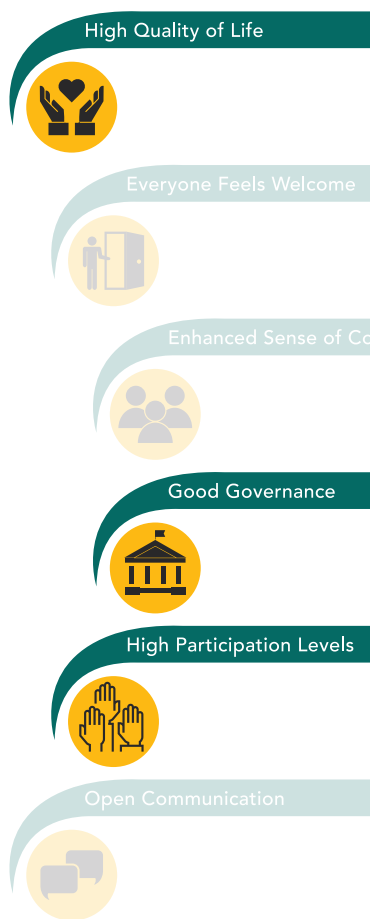 High Quality of Life
Everyone Feels Welcome
Enhanced Sense of
Good Governance
High Participation Levels
Open Communication